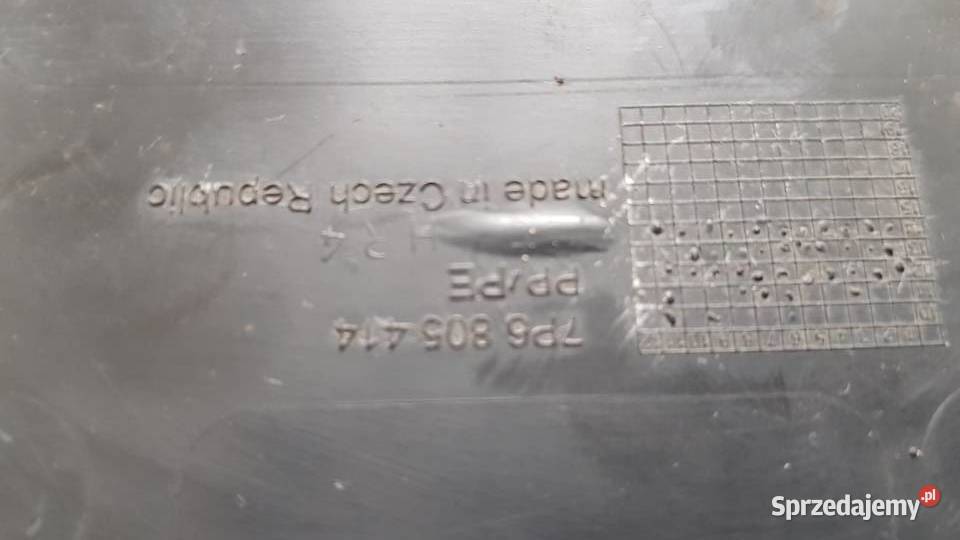 7P6 805 414
PP/PE
made in Czech Republic
Sprzedajemy.pl